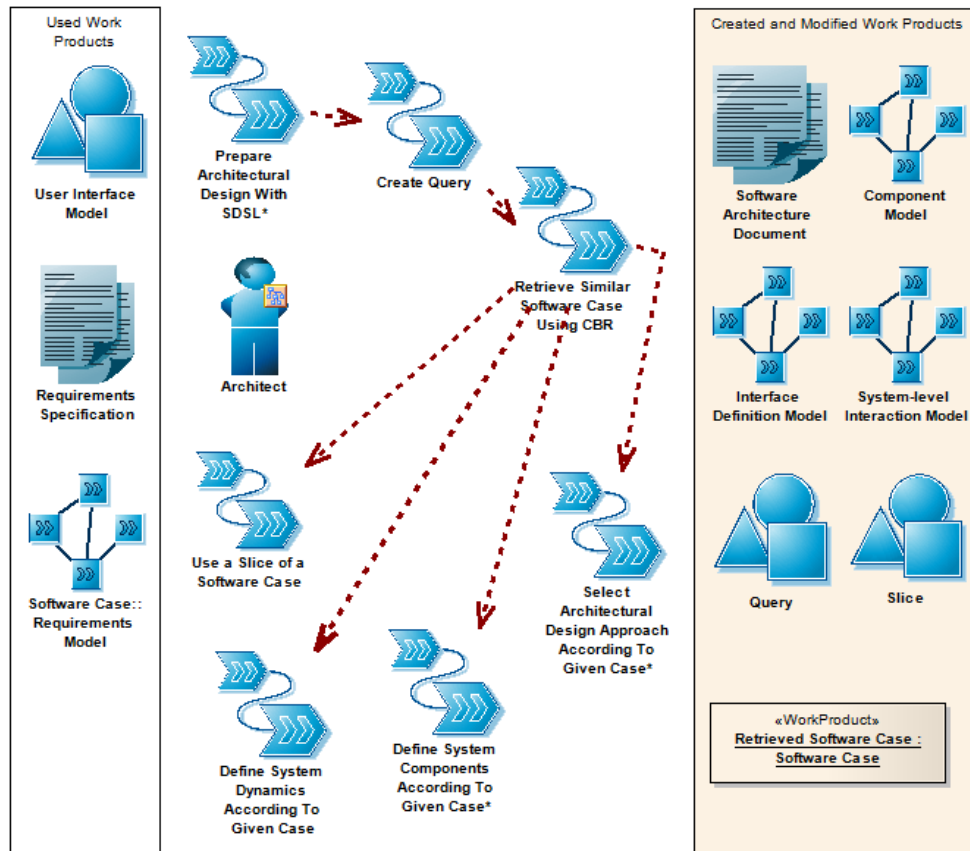 Used Work
Products
User Interface
Model
Requirements
Specification
Software Case::
Requirements
Model
Prepare
Architectural
Design With
SDSL*
Create Query
Retrieve Similar
Software Case
Using CBR
Architect
Use a Slice of a
Software Case
Select
Architectural
Design Approach
According To
Given Case*
Define System
Dynamics
According To
Given Case
Define System
Components
According To
Given Case*
Created and Modified Work Products
Software
Architecture
Document
Component
Model
Interface
Definition Model
System-level
Interaction Model
Query
Slice
«WorkProduct»
Retrieved Software Case :
Software Case